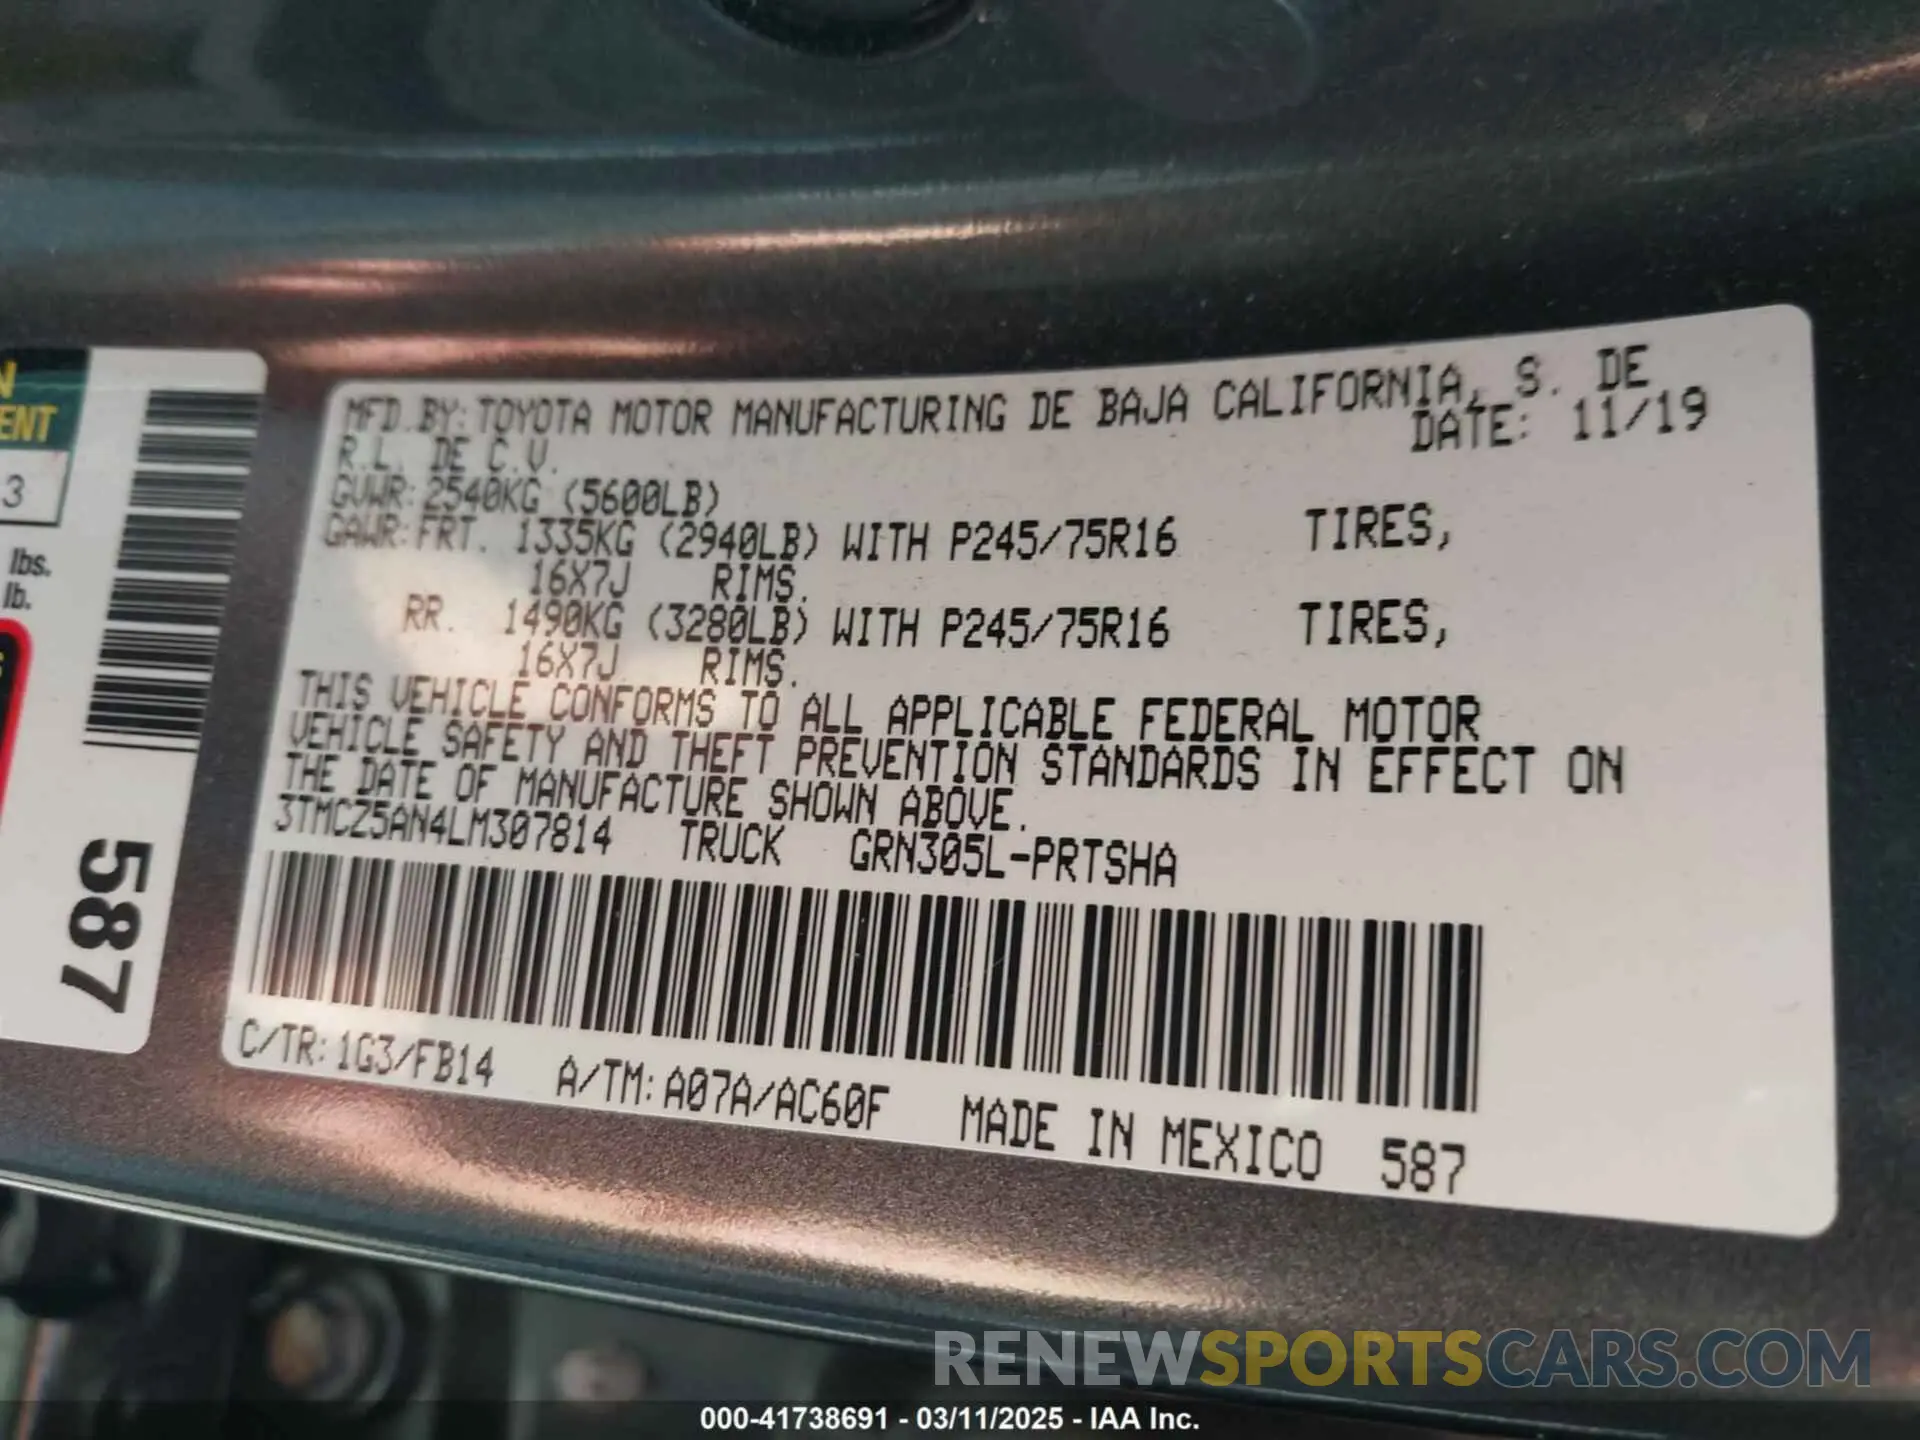 N
ENT
3
lbs.
lb.
S
587
MFD.BY:TOYOTA MOTOR MANUFACTURING DE BAJA CALIFORNIA, S. DE
R.L. DE C.V. DATE: 11/19
GVWR:2540KG (5600LB)
GAWR:FRT. 1335KG (2940LB) WITH P245/75R16 TIRES,
16X7J RIMS.
RR. 1490KG (3280LB) WITH P245/75R16 TIRES,
16X7J RIMS.
THIS VEHICLE CONFORMS TO ALL APPLICABLE FEDERAL MOTOR
VEHICLE SAFETY AND THEFT PREVENTION STANDARDS IN EFFECT ON
THE DATE OF MANUFACTURE SHOWN ABOVE.
3TMCZ5AN4LM307814 TRUCK GRN305L-PRTSHA
C/TR:1G3/FB14 A/TM:A07A/AC60F MADE IN MEXICO 587
RENEWSPORTSCARS.COM
000-41738691 - 03/11/2025 - IAA Inc.